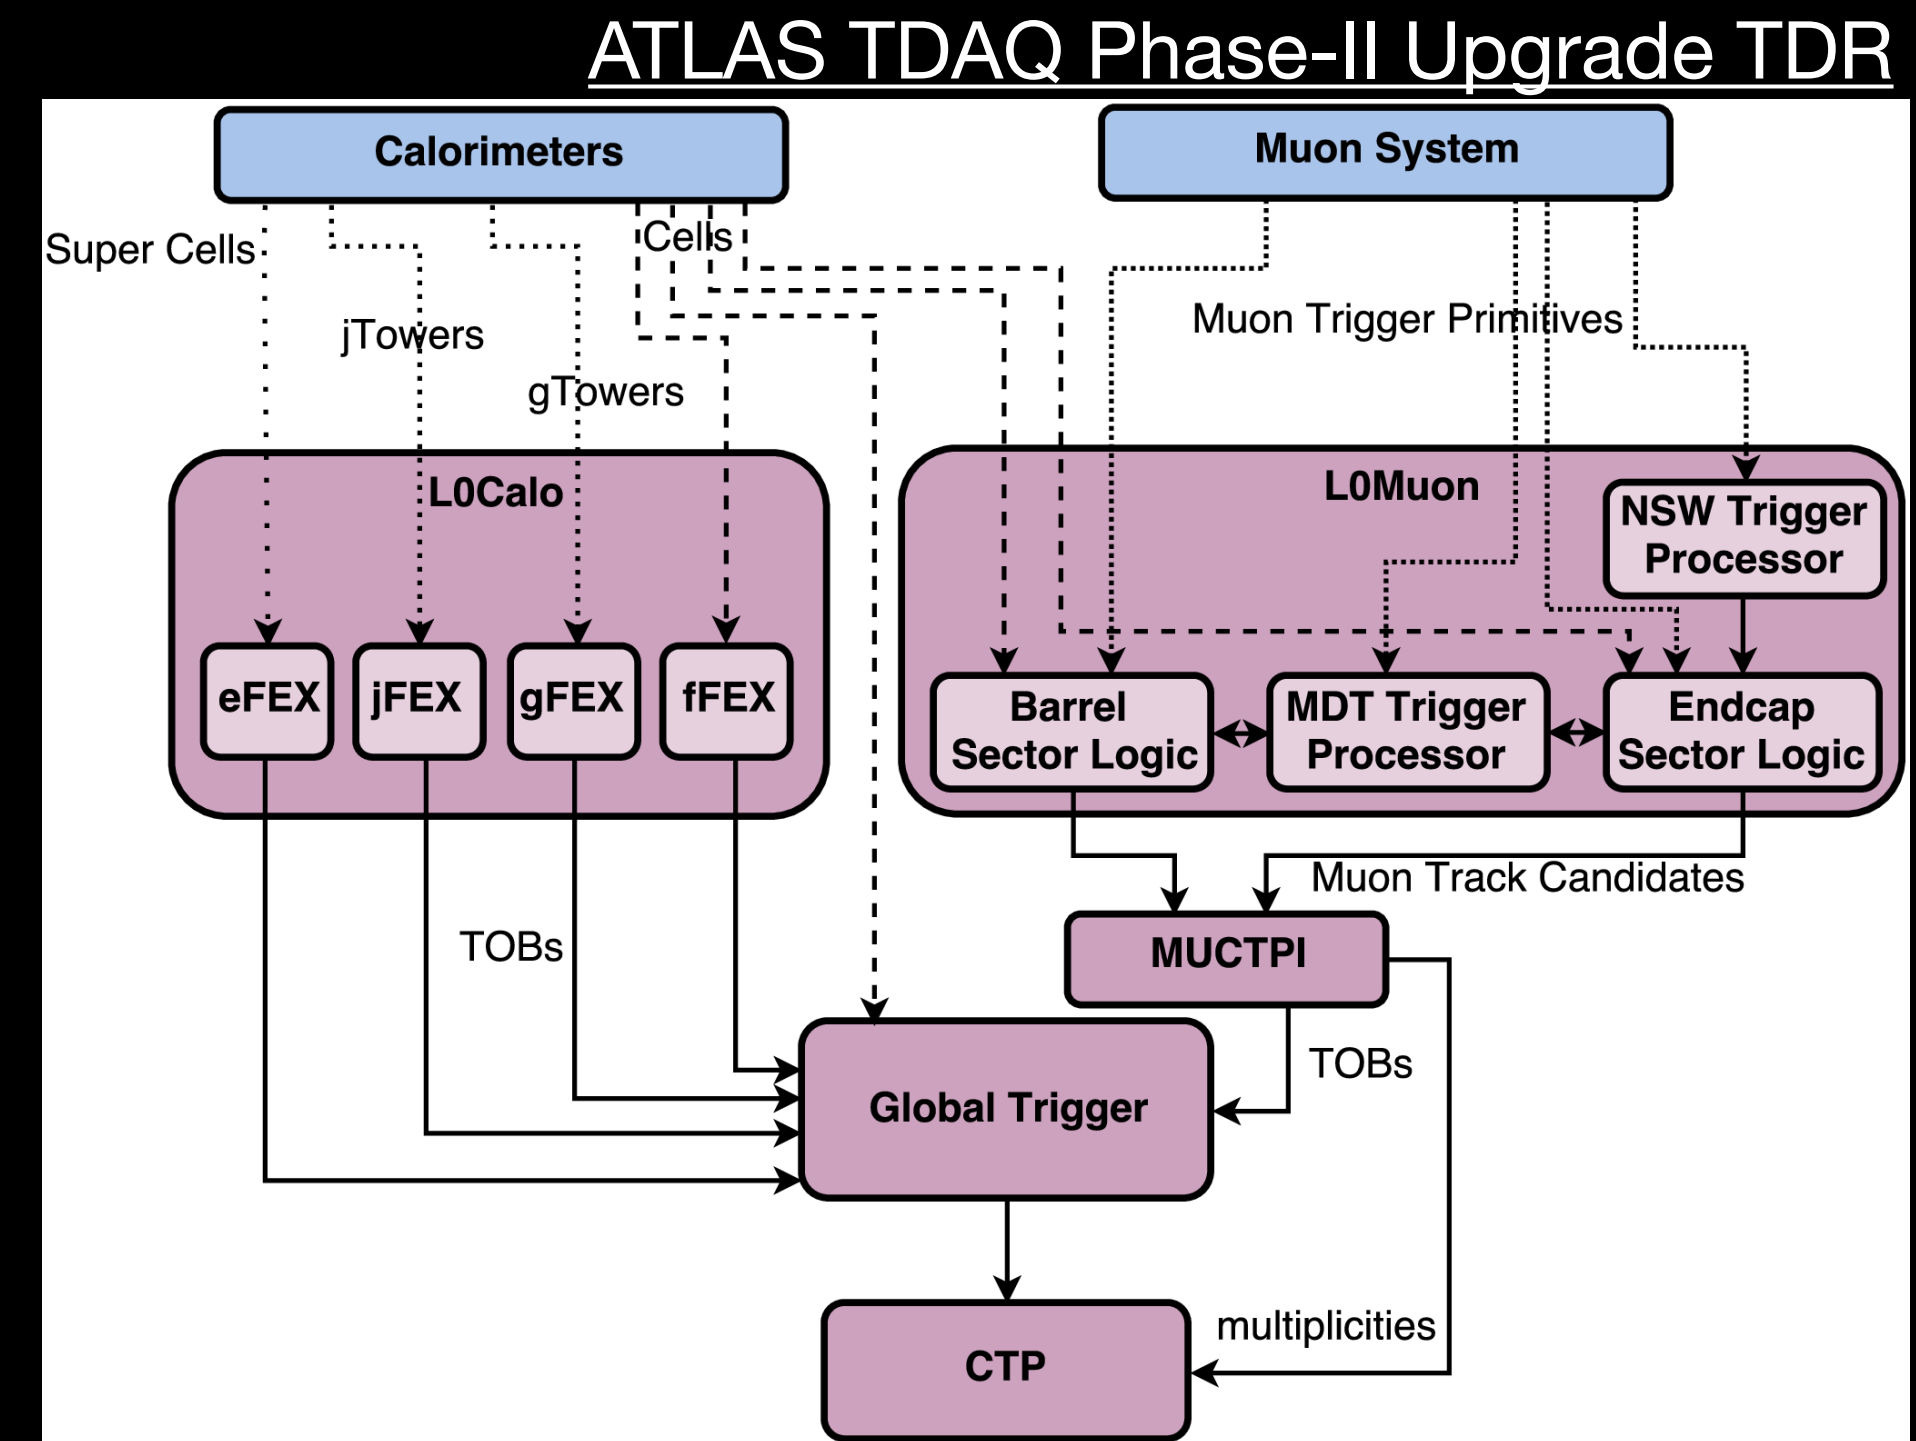 ATLAS TDAQ Phase-II Upgrade TDR
Calorimeters
Muon System
Super Cells
Cells
jTowers
Muon Trigger Primitives
gTowers
L0Calo
L0Muon
NSW Trigger
Processor
eFEX
jFEX
gFEX
fFEX
Barrel
Sector Logic
MDT Trigger
Processor
Endcap
Sector Logic
Muon Track Candidates
TOBs
MUCTPI
TOBs
Global Trigger
multiplicities
CTP